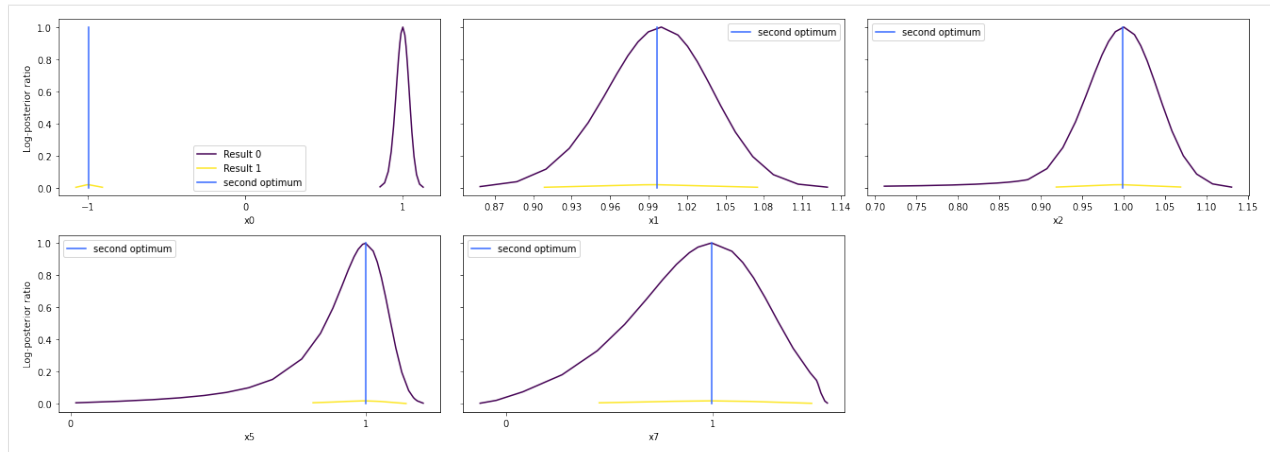 Log-posterior ratio
1.0
0.8
0.6
0.4
0.2
0.0
Result 0
Result 1
second optimum
−1 0 1
x0
second optimum
0.87 0.90 0.93 0.96 0.99 1.02 1.05 1.08 1.11 1.14
x1
second optimum
0.70 0.75 0.80 0.85 0.90 0.95 1.00 1.05 1.10 1.15
x2
Log-posterior ratio
1.0
0.8
0.6
0.4
0.2
0.0
second optimum
0 1
x5
second optimum
0 1
x7